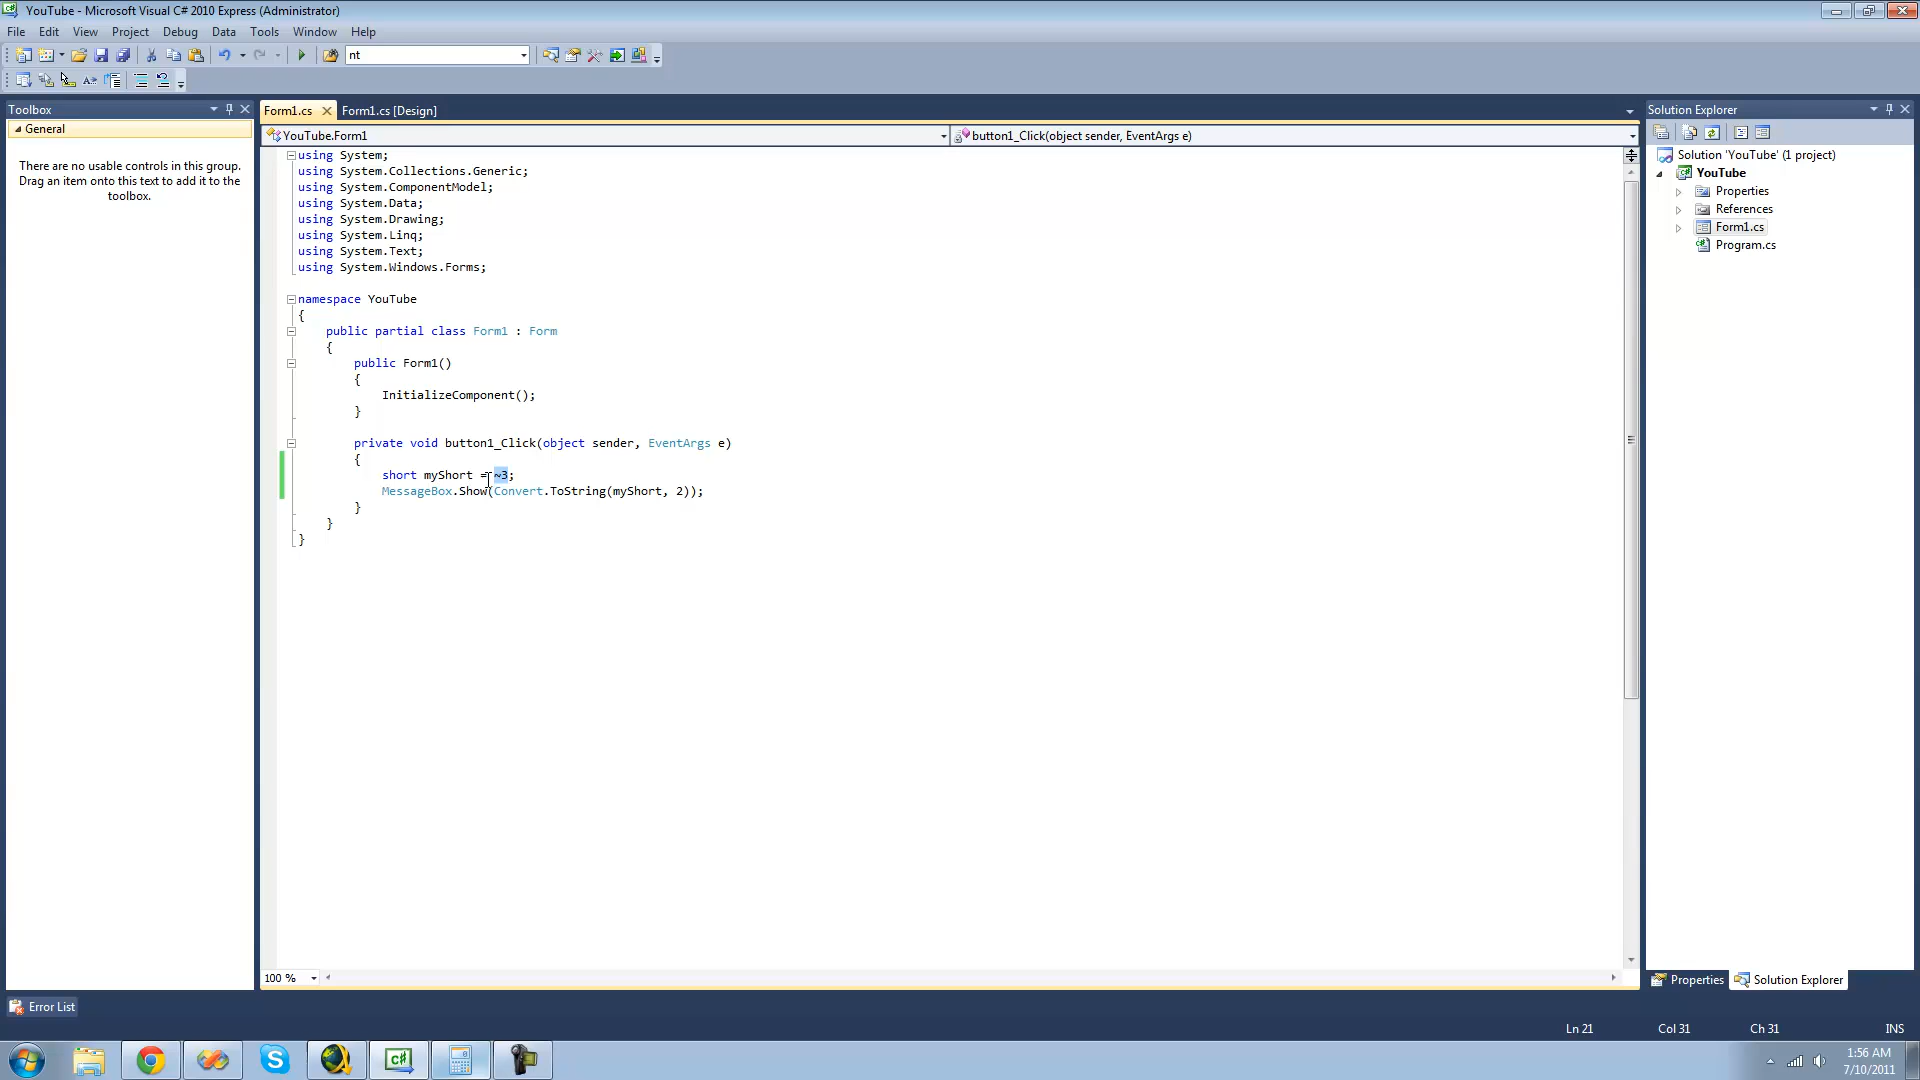 YouTube - Microsoft Visual C# 2010 Express (Administrator)
File Edit View Project Debug Data Tools Window Help
nt
Toolbox
General
There are no usable controls in this group.
Drag an item onto this text to add it to the
toolbox.
Form1.cs
Form1.cs [Design]
YouTube.Form1
button1_Click(object sender, EventArgs e)
using System;
using System.Collections.Generic;
using System.ComponentModel;
using System.Data;
using System.Drawing;
using System.Linq;
using System.Text;
using System.Windows.Forms;
namespace YouTube
{
public partial class Form1 : Form
{
public Form1()
{
InitializeComponent();
}
private void button1_Click(object sender, EventArgs e)
{
short myShort = ~3;
MessageBox.Show(Convert.ToString(myShort, 2));
}
}
}
100 %
Solution Explorer
Solution 'YouTube' (1 project)
YouTube
Properties
References
Form1.cs
Program.cs
Properties
Solution Explorer
Error List
Ln 21
Col 31
Ch 31
INS
C#
1:56 AM
7/10/2011